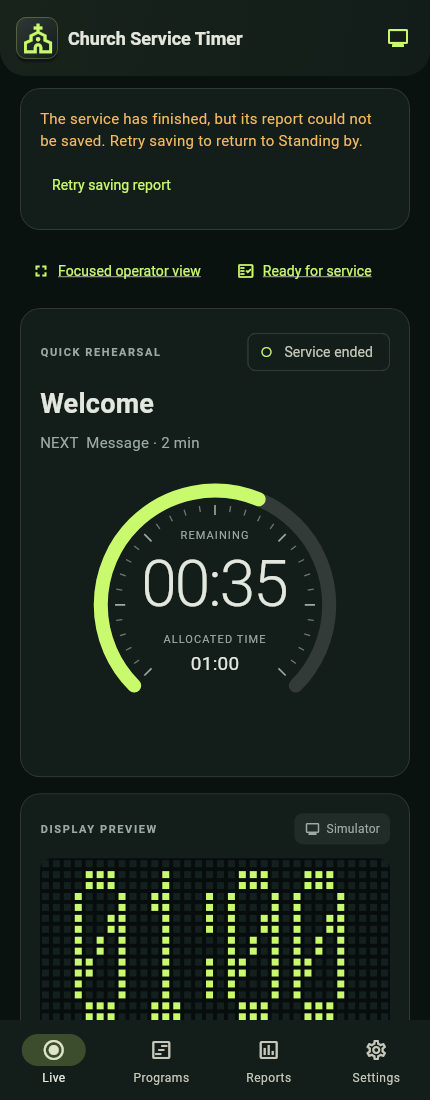 Church Service Timer
The service has finished, but its report could not
be saved. Retry saving to return to Standing by.
Retry saving report
Focused operator view
Ready for service
QUICK REHEARSAL
Service ended
Welcome
NEXT Message · 2 min
REMAINING
00:35
ALLOCATED TIME
01:00
DISPLAY PREVIEW
Simulator
01:00
Live
Programs
Reports
Settings